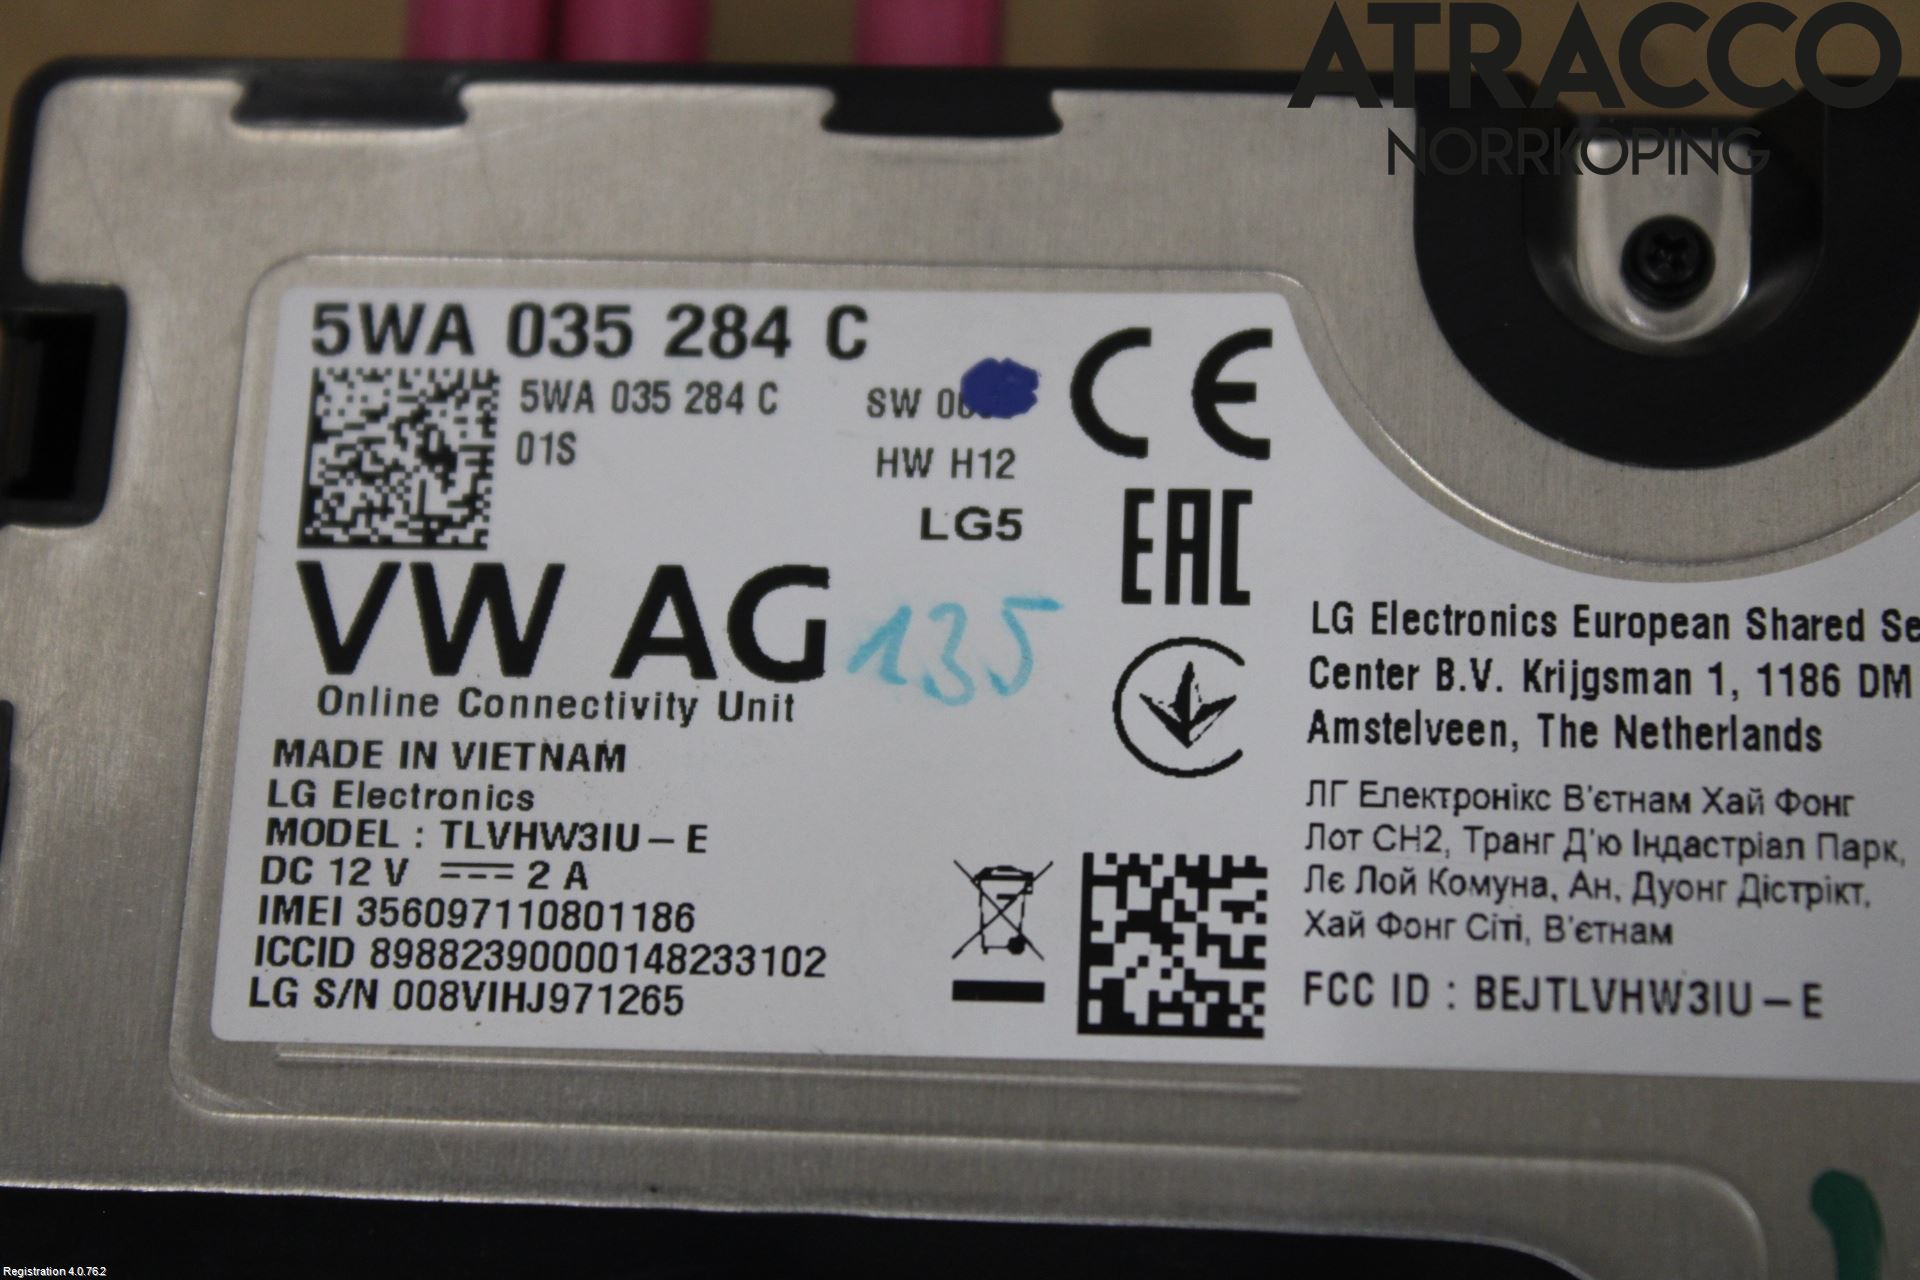 ATRACCO
NORRKÖPING
5WA 035 284 C
5WA 035 284 C
01S
SW
HW H12
LG5
CE
EAC
VW AG
135
Online Connectivity Unit
MADE IN VIETNAM
LG Electronics
MODEL : TLVHW3IU-E
DC 12 V 2 A
IMEI 356097110801186
ICCID 89882390000148233102
LG S/N 008VIHJ971265
LG Electronics European Shared Se
Center B.V. Krijgsman 1, 1186 DM
Amstelveen, The Netherlands
ЛГ Електронікс В'єтнам Хай Фонг
Лот СН2, Транг Д'ю Індастріал Парк,
Лє Лой Комуна, Ан, Дуонг Дістрікт,
Хай Фонг Сіті, В'єтнам
FCC ID : BEJTLVHW3IU-E
Registration 4.0.76.2